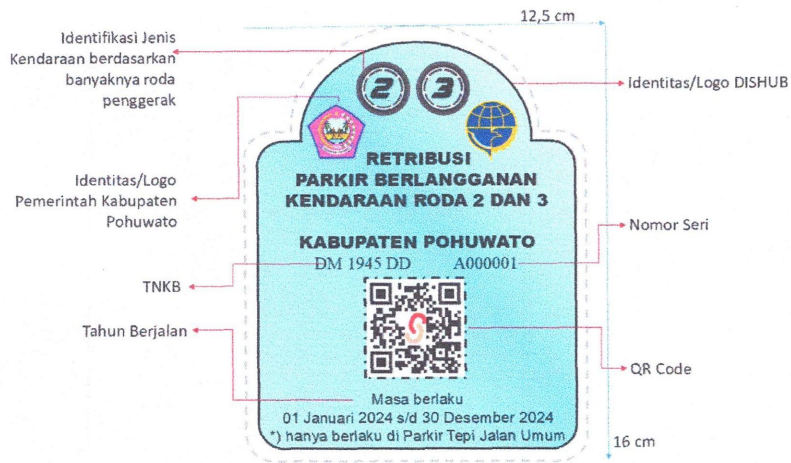 12,5 cm
Identifikasi Jenis
Kendaraan berdasarkan
banyaknya roda
penggerak
2 3
Identitas/Logo DISHUB
Identitas/Logo
Pemerintah Kabupaten
Pohuwato
RETRIBUSI
PARKIR BERLANGGANAN
KENDARAAN RODA 2 DAN 3
KABUPATEN POHUWATO
Nomor Seri
DM 1945 DD A000001
TNKB
Tahun Berjalan
QR Code
Masa berlaku
01 Januari 2024 s/d 30 Desember 2024
*) hanya berlaku di Parkir Tepi Jalan Umum
16 cm